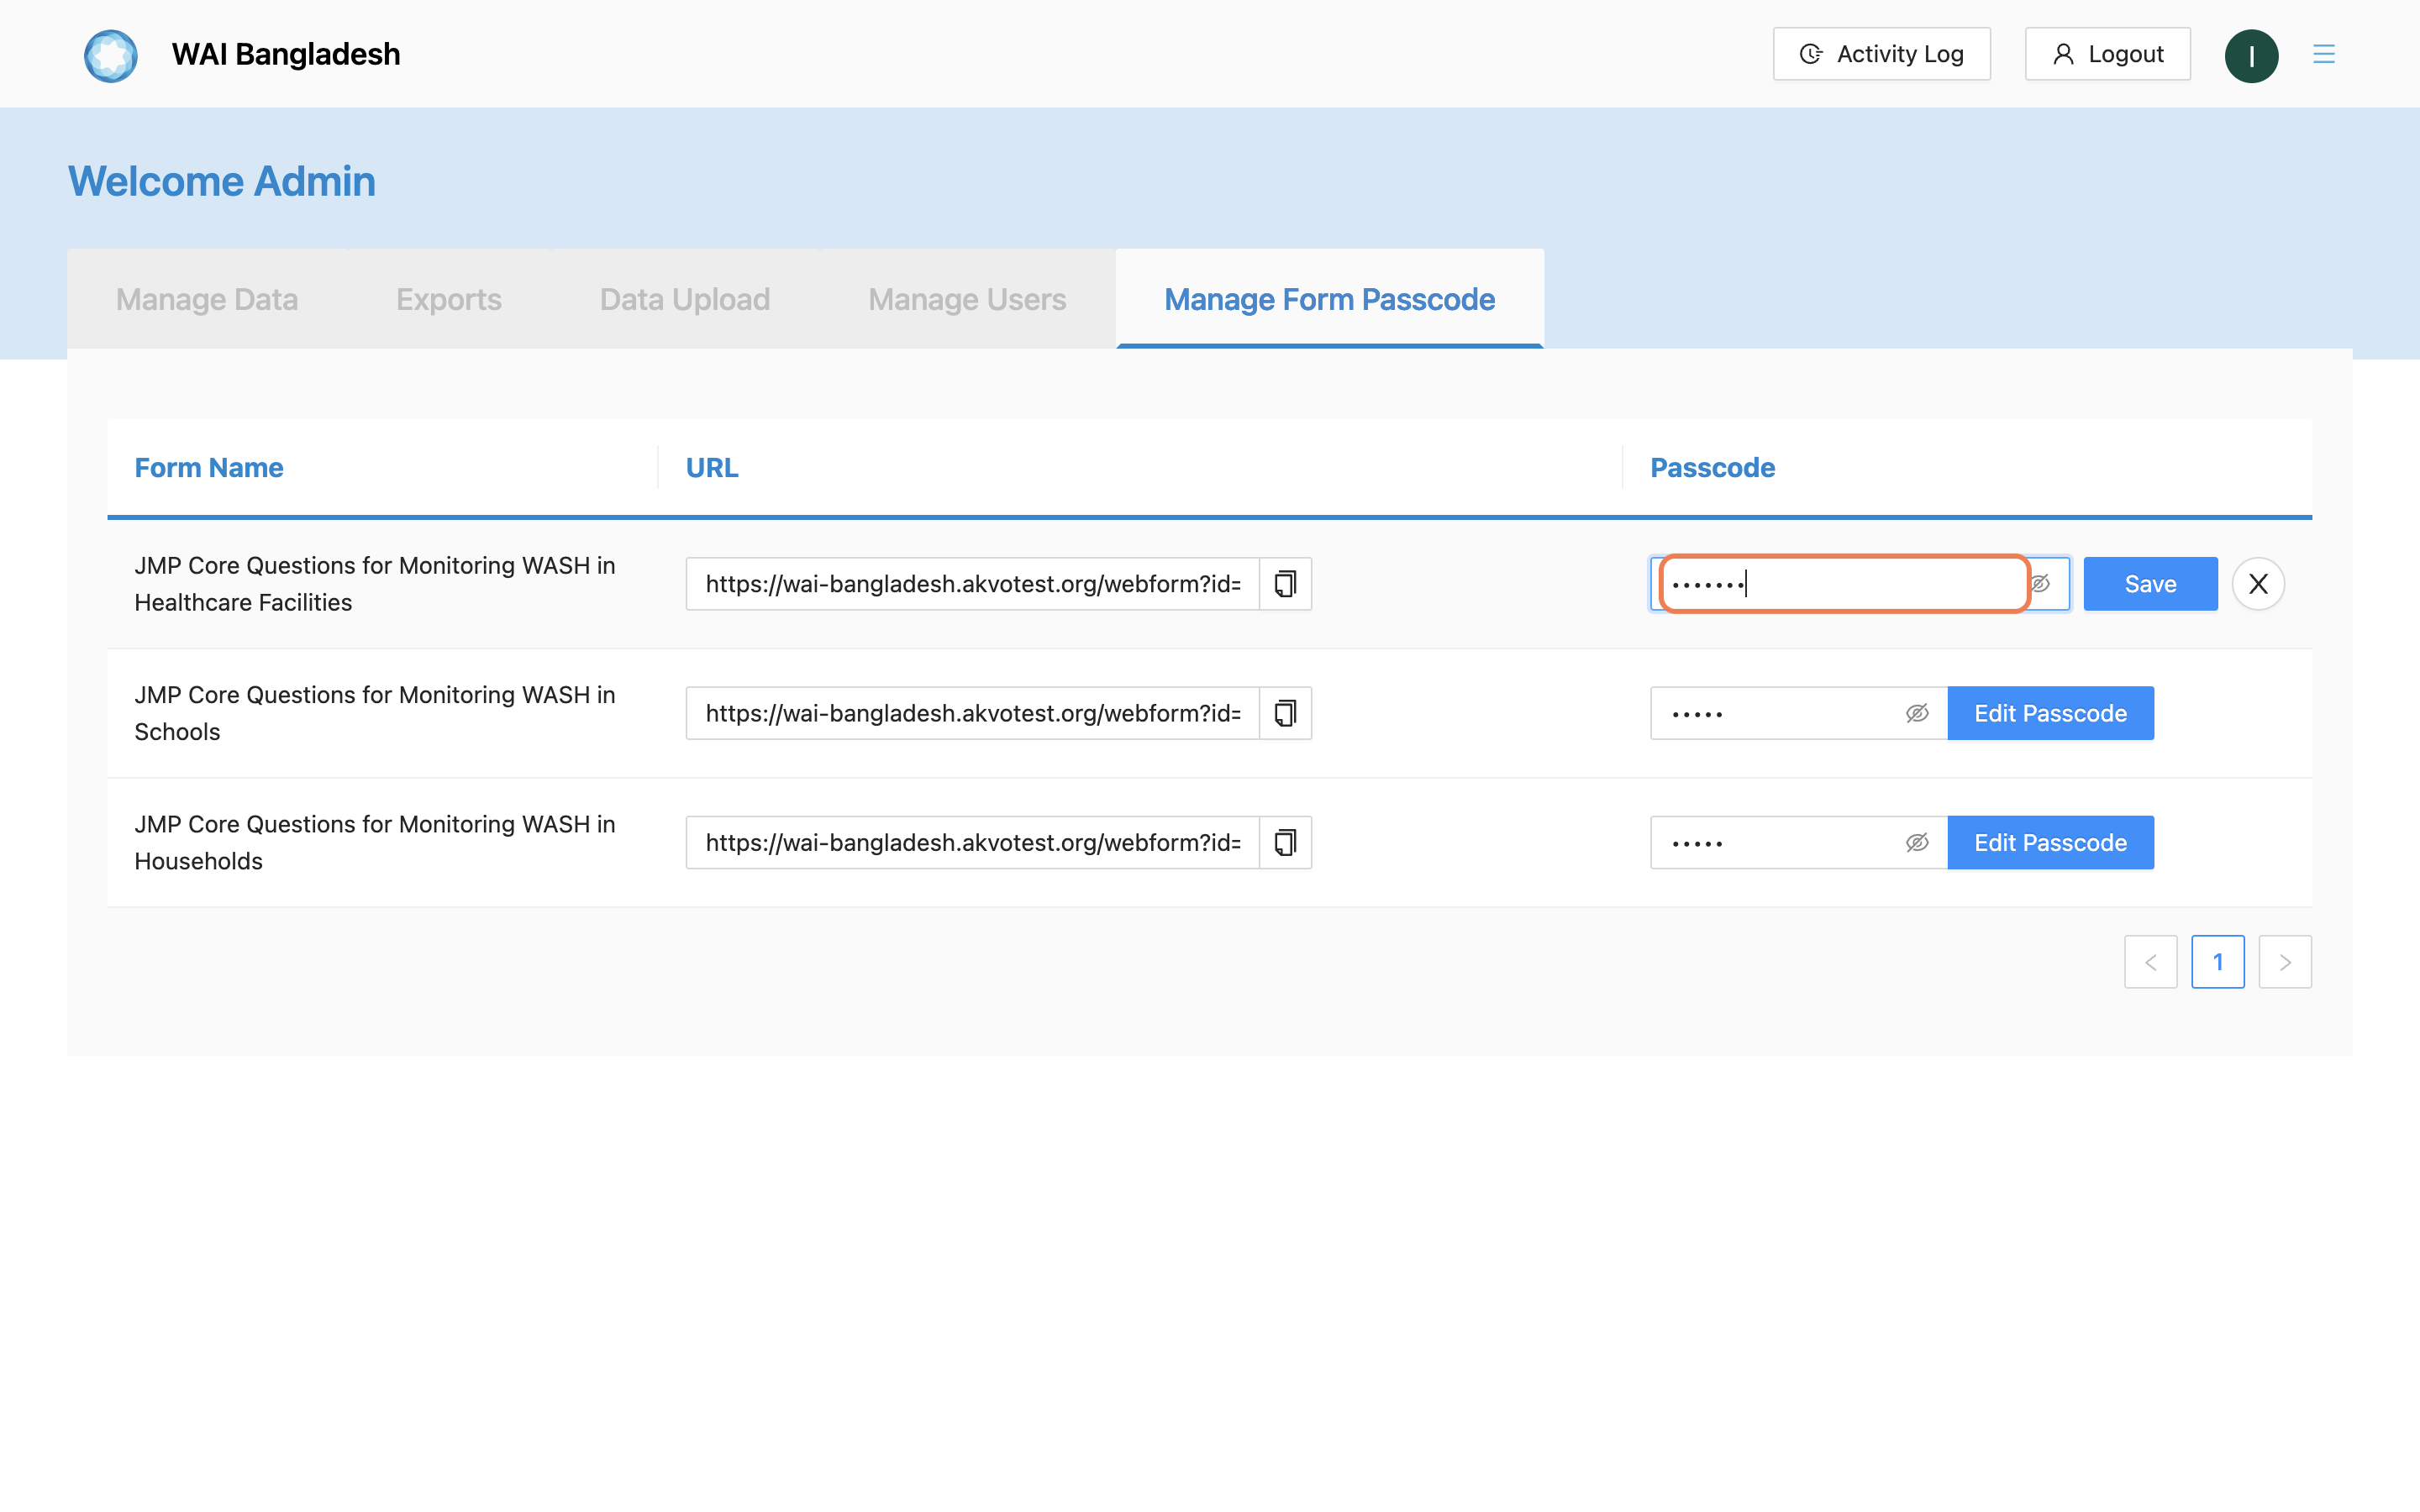 WAI Bangladesh
Activity Log
Logout
I
Welcome Admin
Manage Data
Exports
Data Upload
Manage Users
Manage Form Passcode
Form Name
URL
Passcode
JMP Core Questions for Monitoring WASH in
Healthcare Facilities
https://wai-bangladesh.akvotest.org/webform?id=
•••••••
Save
X
JMP Core Questions for Monitoring WASH in
Schools
https://wai-bangladesh.akvotest.org/webform?id=
•••••
Edit Passcode
JMP Core Questions for Monitoring WASH in
Households
https://wai-bangladesh.akvotest.org/webform?id=
•••••
Edit Passcode
< 1 >